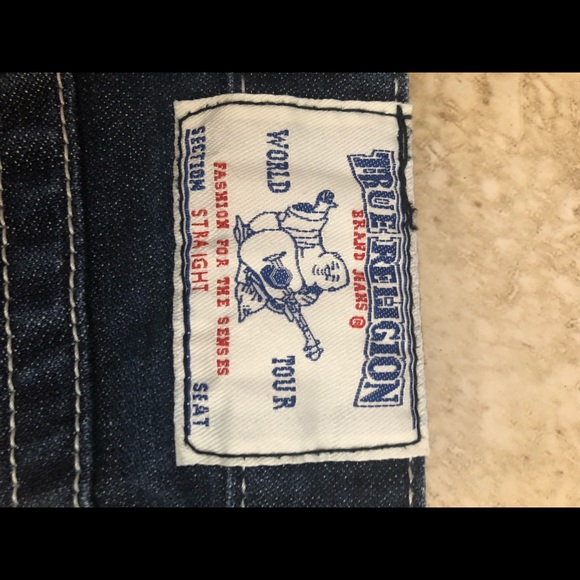 TRUE RELIGION
BRAND JEANS ®
WORLD TOUR
FASHION FOR THE SENSES
SECTION STRAIGHT SEAT